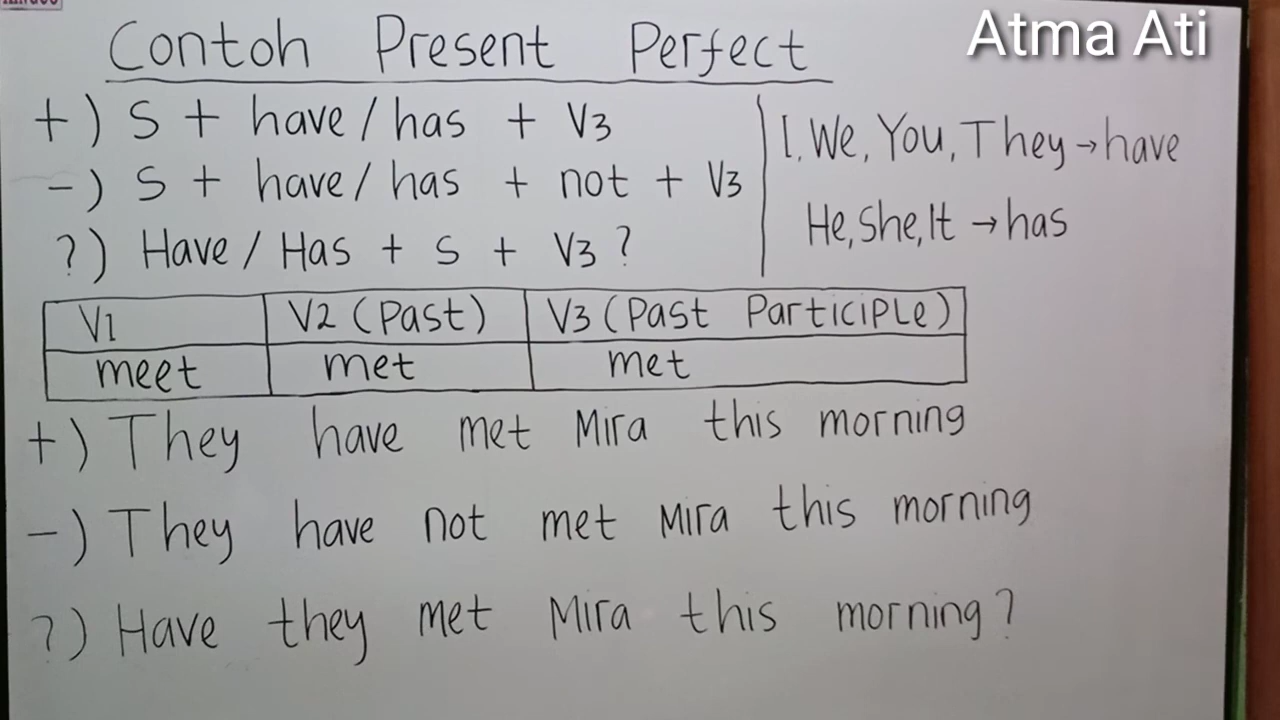 Atma Ati
Contoh Present Perfect
+) S + have / has + V3
-) S + have / has + not + V3
?) Have / Has + S + V3 ?
I, We, You, They → have
He, She, It → has
V1 V2 (Past) V3 (Past Participle)
meet met met
+) They have met Mira this morning
-) They have not met Mira this morning
?) Have they met Mira this morning ?